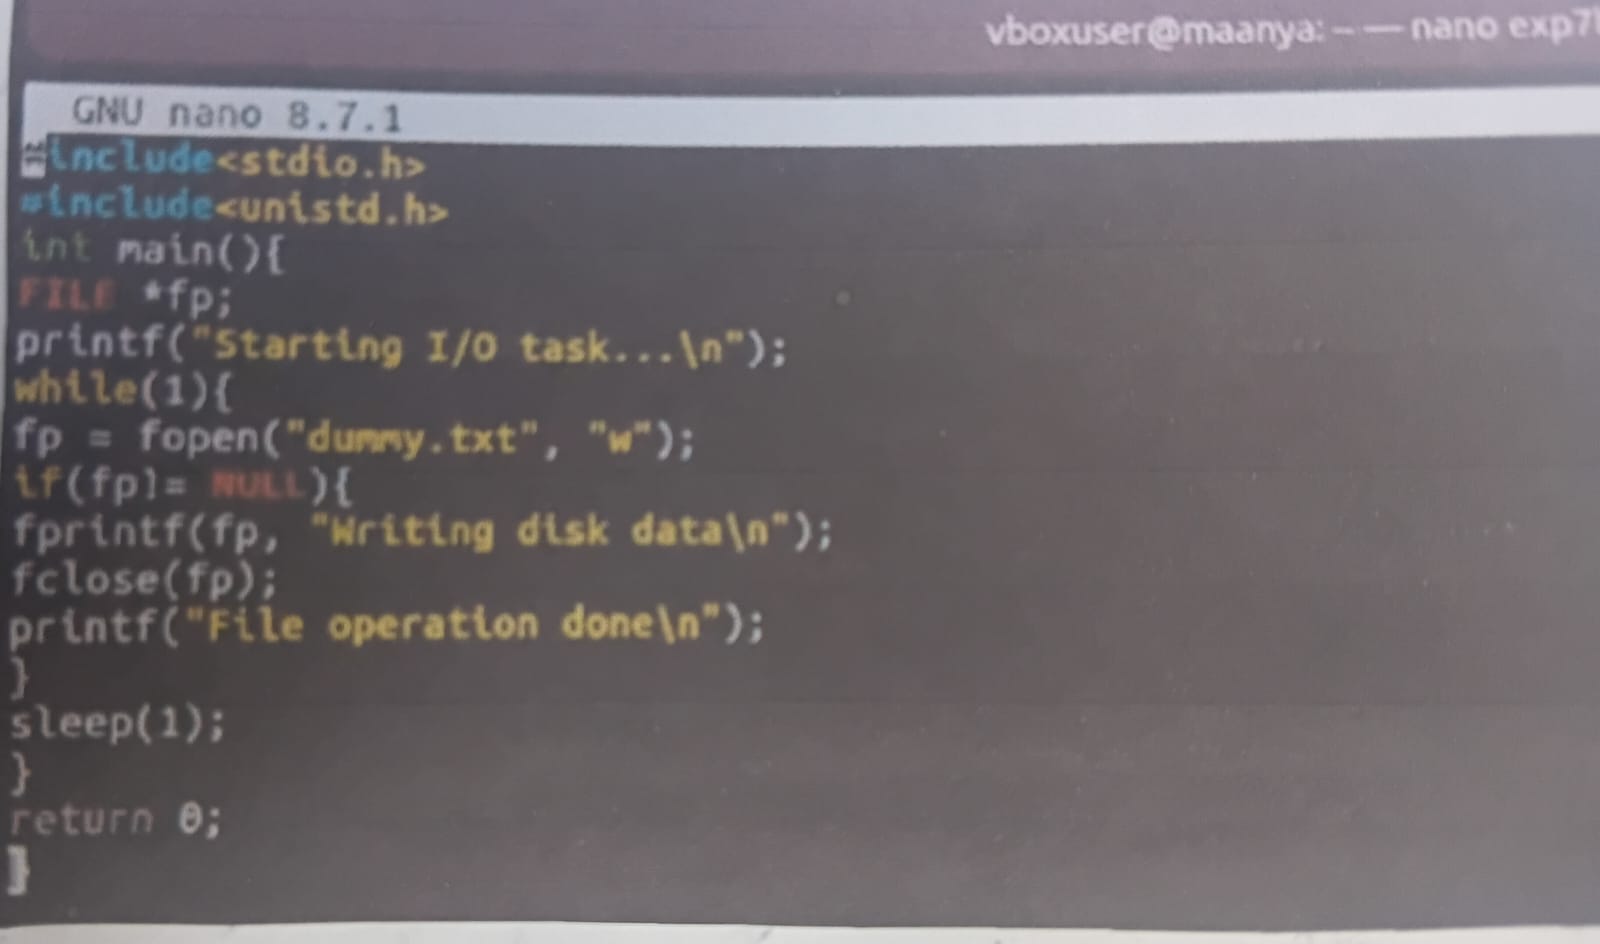 vboxuser@maanya: ~ — nano exp7
GNU nano 8.7.1
#include<stdio.h>
#include<unistd.h>
int main(){
FILE *fp;
printf("Starting I/O task...\n");
while(1){
fp = fopen("dummy.txt", "w");
if(fp!= NULL){
fprintf(fp, "Writing disk data\n");
fclose(fp);
printf("File operation done\n");
}
sleep(1);
}
return 0;
}